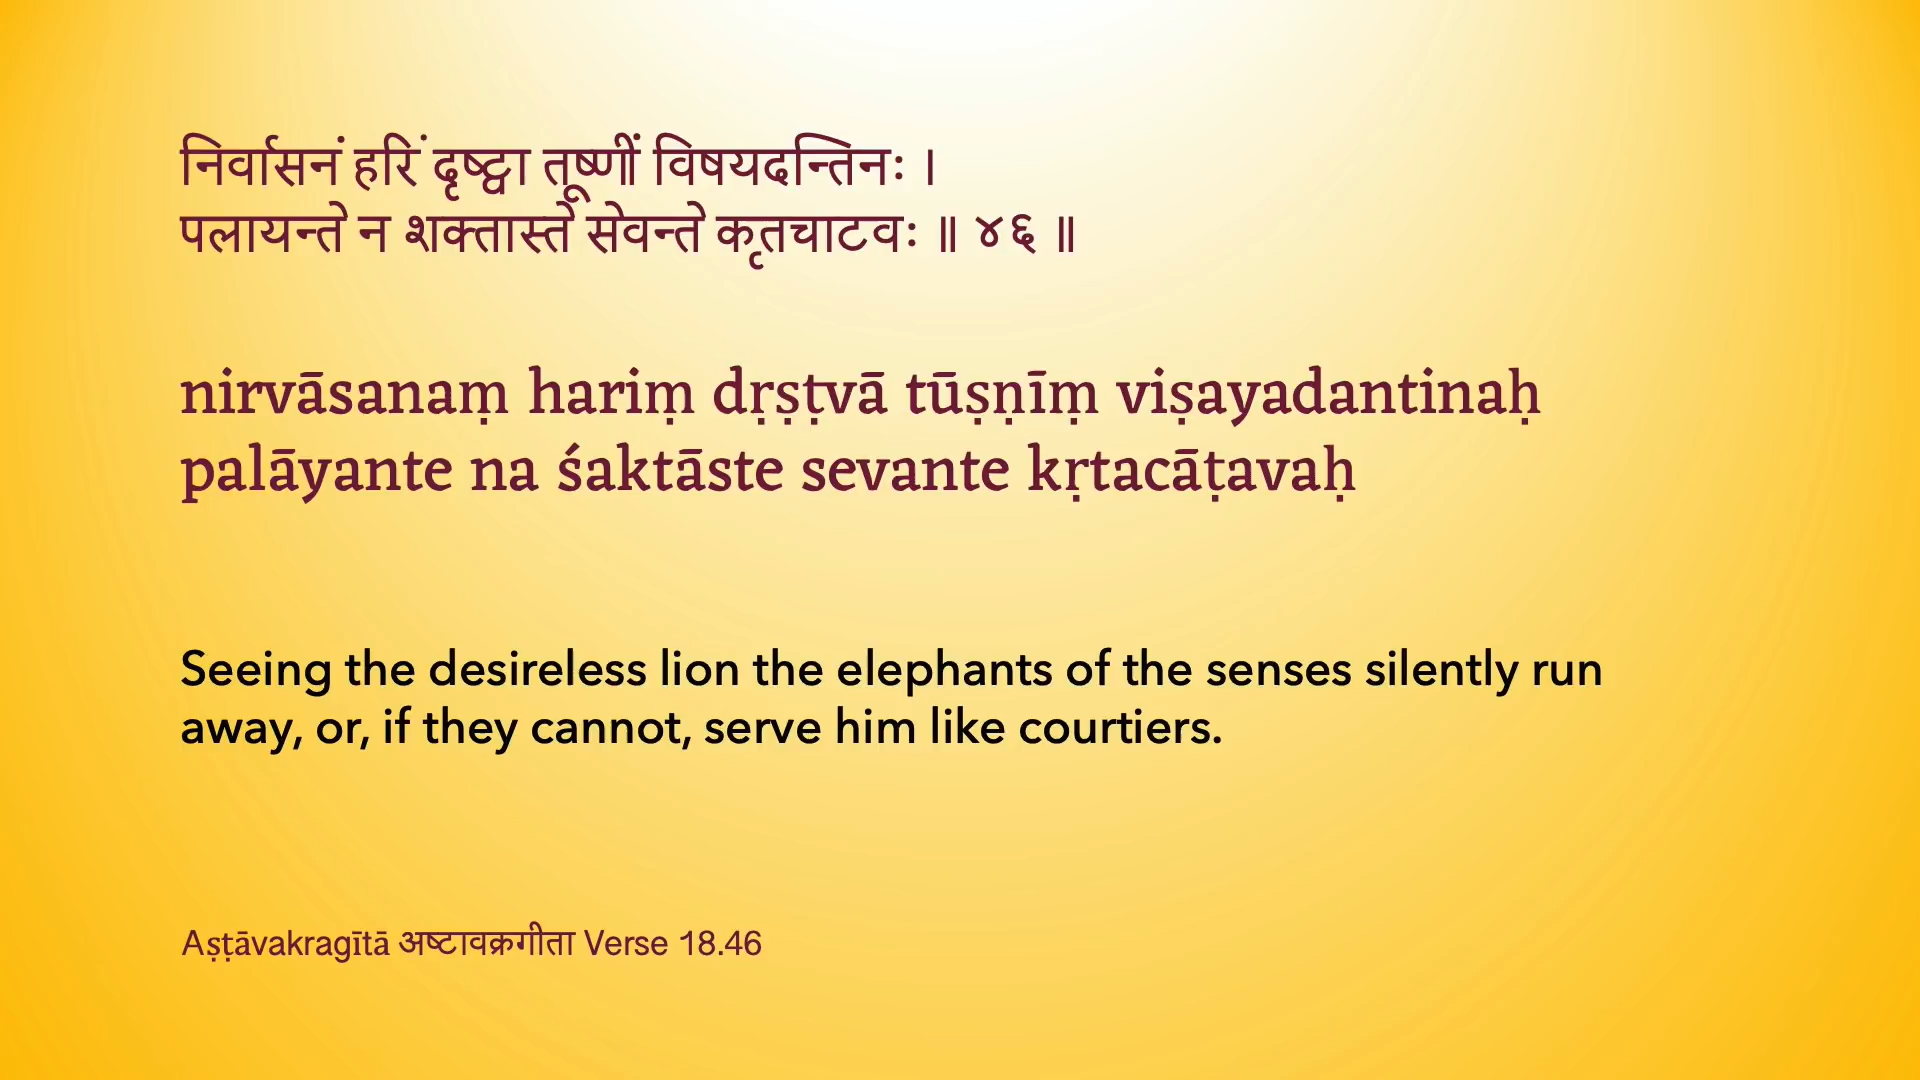 निर्वासनं हरिं दृष्ट्वा तूष्णीं विषयदन्तिनः ।
पलायन्ते न शक्तास्ते सेवन्ते कृतचाटवः ॥ ४६ ॥
nirvāsanaṃ hariṃ dṛṣṭvā tūṣṇīṃ viṣayadantinaḥ
palāyante na śaktāste sevante kṛtacāṭavaḥ
Seeing the desireless lion the elephants of the senses silently run
away, or, if they cannot, serve him like courtiers.
Aṣṭāvakragītā अष्टावक्रगीता Verse 18.46